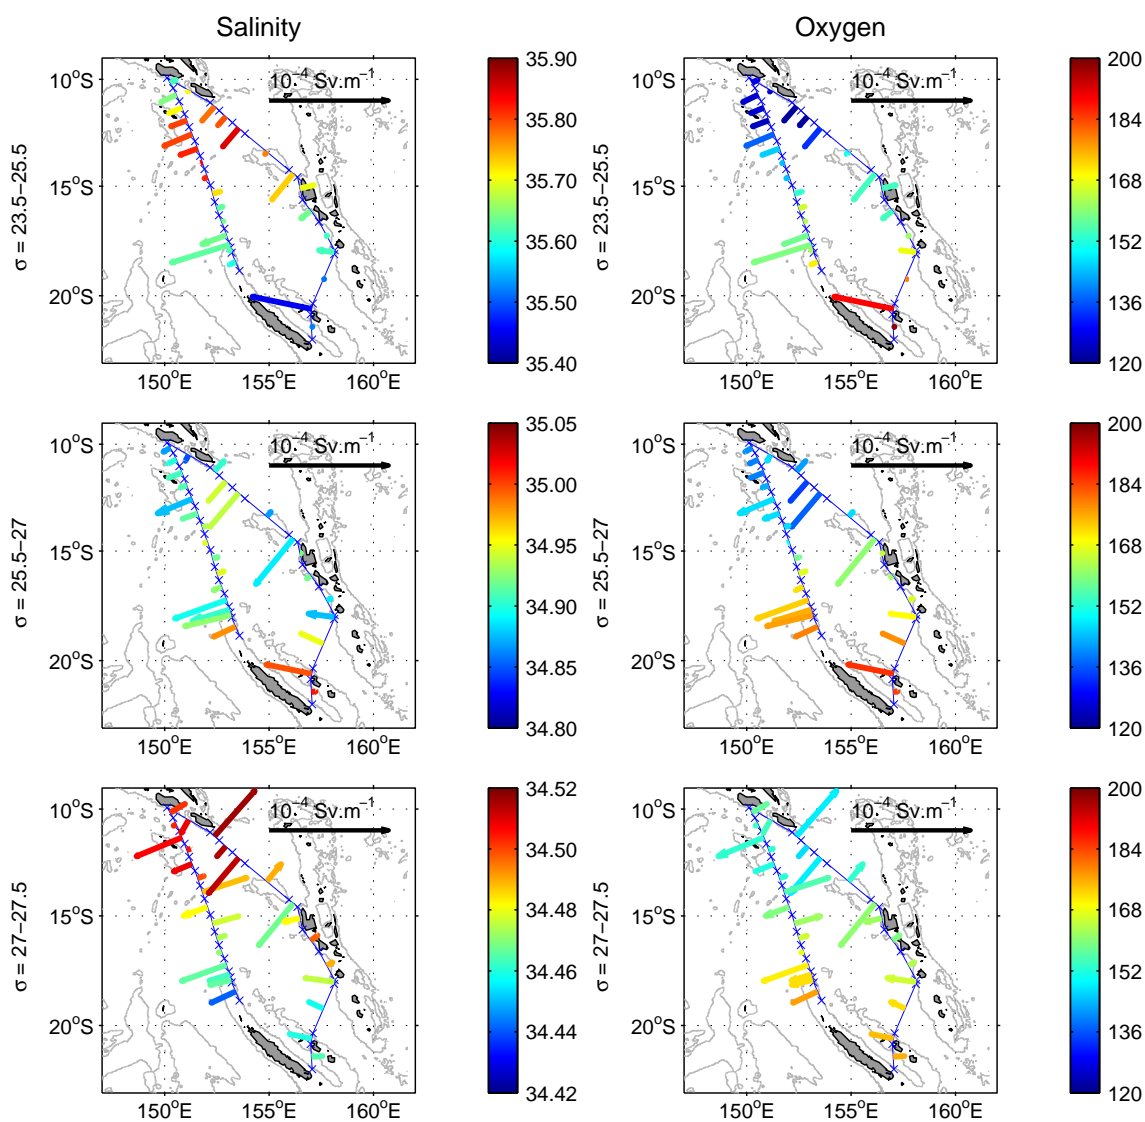 Salinity
Oxygen
σ = 23.5−25.5
10⁻⁴ Sv.m⁻¹
10°S
15°S
20°S
150°E
155°E
160°E
35.90
35.80
35.70
35.60
35.50
35.40
σ = 23.5−25.5
10⁻⁴ Sv.m⁻¹
10°S
15°S
20°S
150°E
155°E
160°E
200
184
168
152
136
120
σ = 25.5−27
10⁻⁴ Sv.m⁻¹
10°S
15°S
20°S
150°E
155°E
160°E
35.05
35.00
34.95
34.90
34.85
34.80
σ = 25.5−27
10⁻⁴ Sv.m⁻¹
10°S
15°S
20°S
150°E
155°E
160°E
200
184
168
152
136
120
σ = 27−27.5
10⁻⁴ Sv.m⁻¹
10°S
15°S
20°S
150°E
155°E
160°E
34.52
34.50
34.48
34.46
34.44
34.42
σ = 27−27.5
10⁻⁴ Sv.m⁻¹
10°S
15°S
20°S
150°E
155°E
160°E
200
184
168
152
136
120